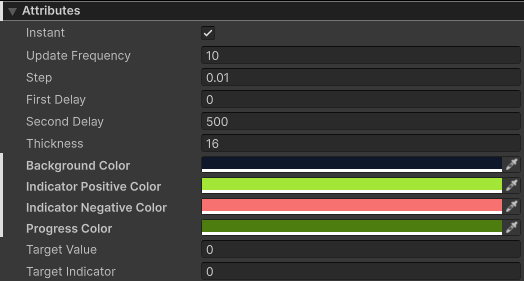 Attributes
Instant
Update Frequency 10
Step 0.01
First Delay 0
Second Delay 500
Thickness 16
Background Color
Indicator Positive Color
Indicator Negative Color
Progress Color
Target Value 0
Target Indicator 0